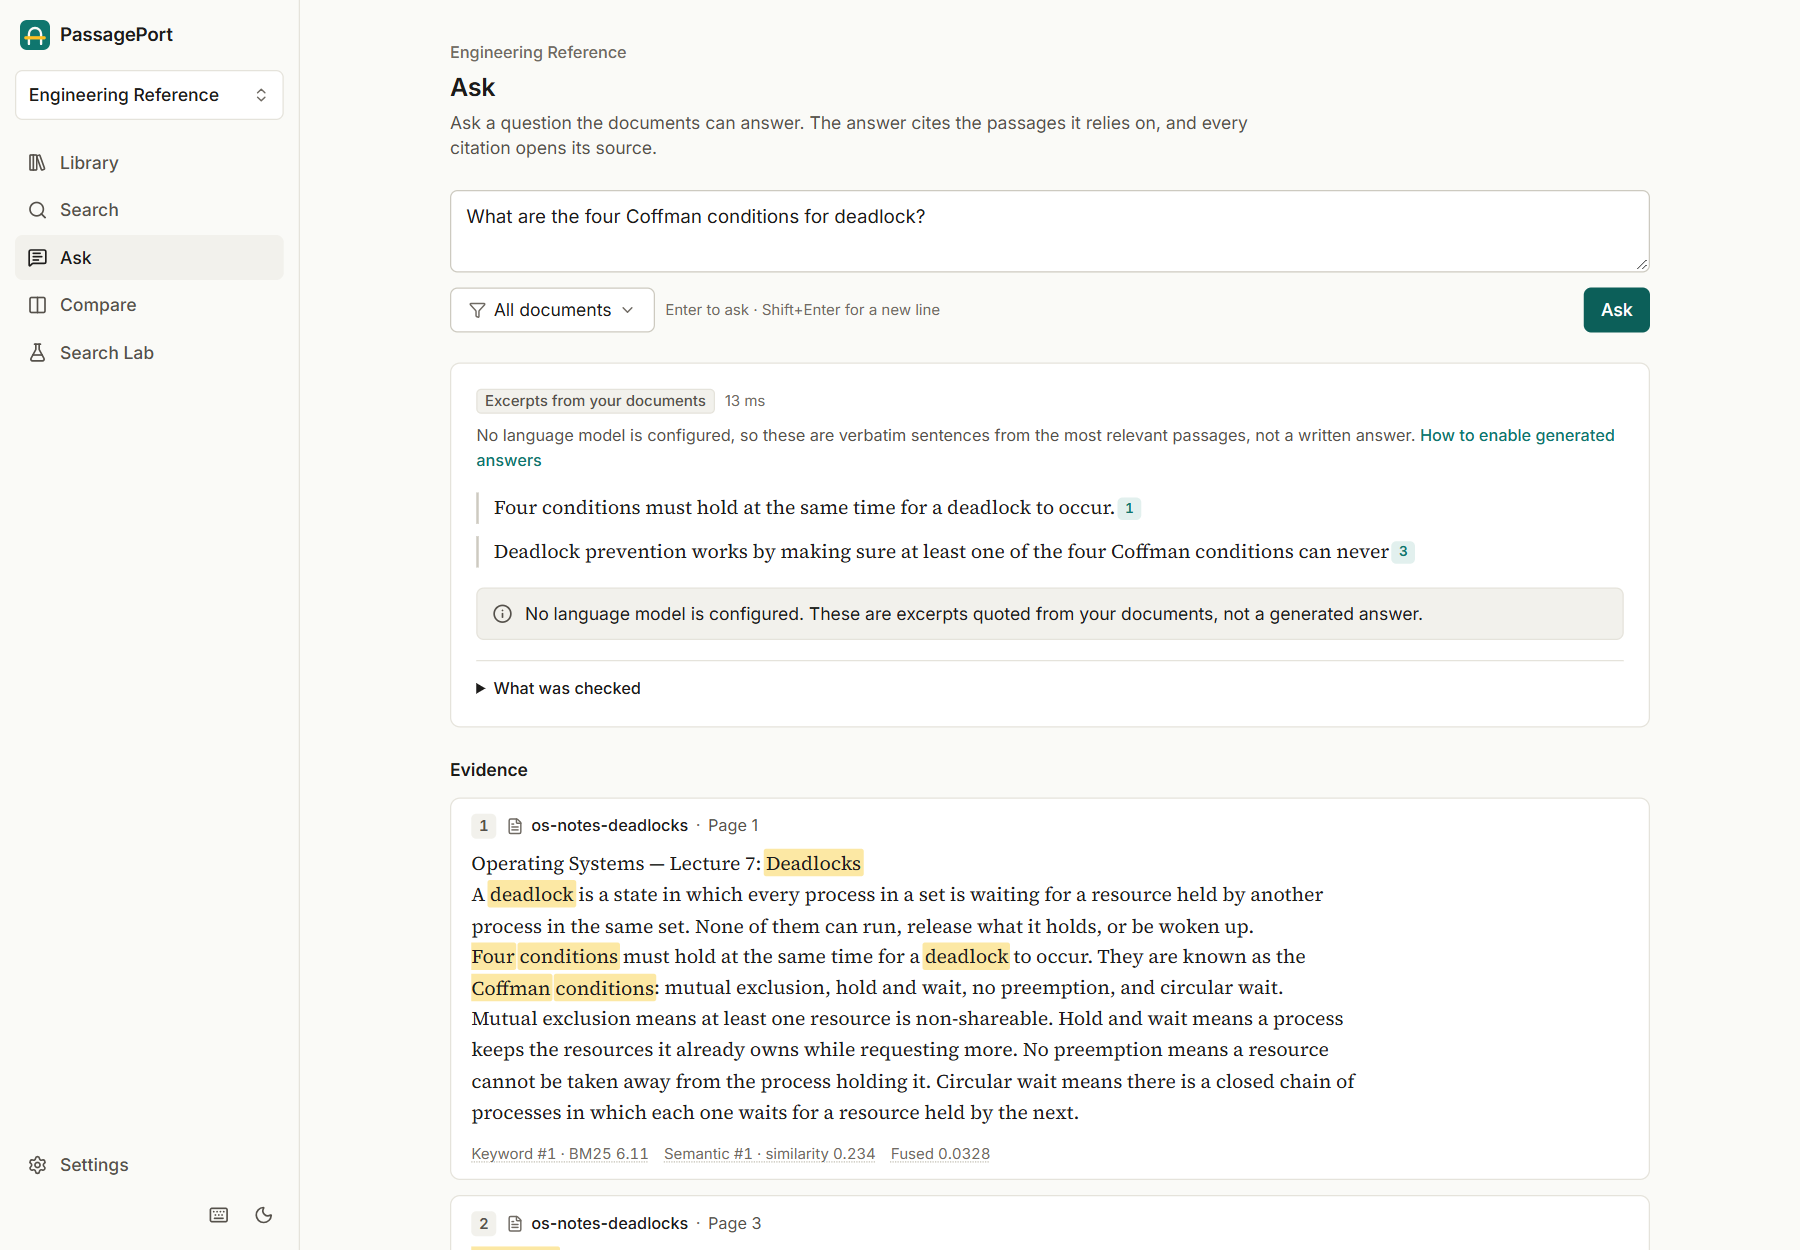 PassagePort
Engineering Reference
Library
Search
Ask
Compare
Search Lab
Settings
Engineering Reference
Ask
Ask a question the documents can answer. The answer cites the passages it relies on, and every
citation opens its source.
What are the four Coffman conditions for deadlock?
All documents
Enter to ask · Shift+Enter for a new line
Ask
Excerpts from your documents 13 ms
No language model is configured, so these are verbatim sentences from the most relevant passages, not a written answer. How to enable generated
answers
Four conditions must hold at the same time for a deadlock to occur. 1
Deadlock prevention works by making sure at least one of the four Coffman conditions can never 3
No language model is configured. These are excerpts quoted from your documents, not a generated answer.
What was checked
Evidence
1 os-notes-deadlocks · Page 1
Operating Systems — Lecture 7: Deadlocks
A deadlock is a state in which every process in a set is waiting for a resource held by another
process in the same set. None of them can run, release what it holds, or be woken up.
Four conditions must hold at the same time for a deadlock to occur. They are known as the
Coffman conditions: mutual exclusion, hold and wait, no preemption, and circular wait.
Mutual exclusion means at least one resource is non-shareable. Hold and wait means a process
keeps the resources it already owns while requesting more. No preemption means a resource
cannot be taken away from the process holding it. Circular wait means there is a closed chain of
processes in which each one waits for a resource held by the next.
Keyword #1 · BM25 6.11 Semantic #1 · similarity 0.234 Fused 0.0328
2 os-notes-deadlocks · Page 3